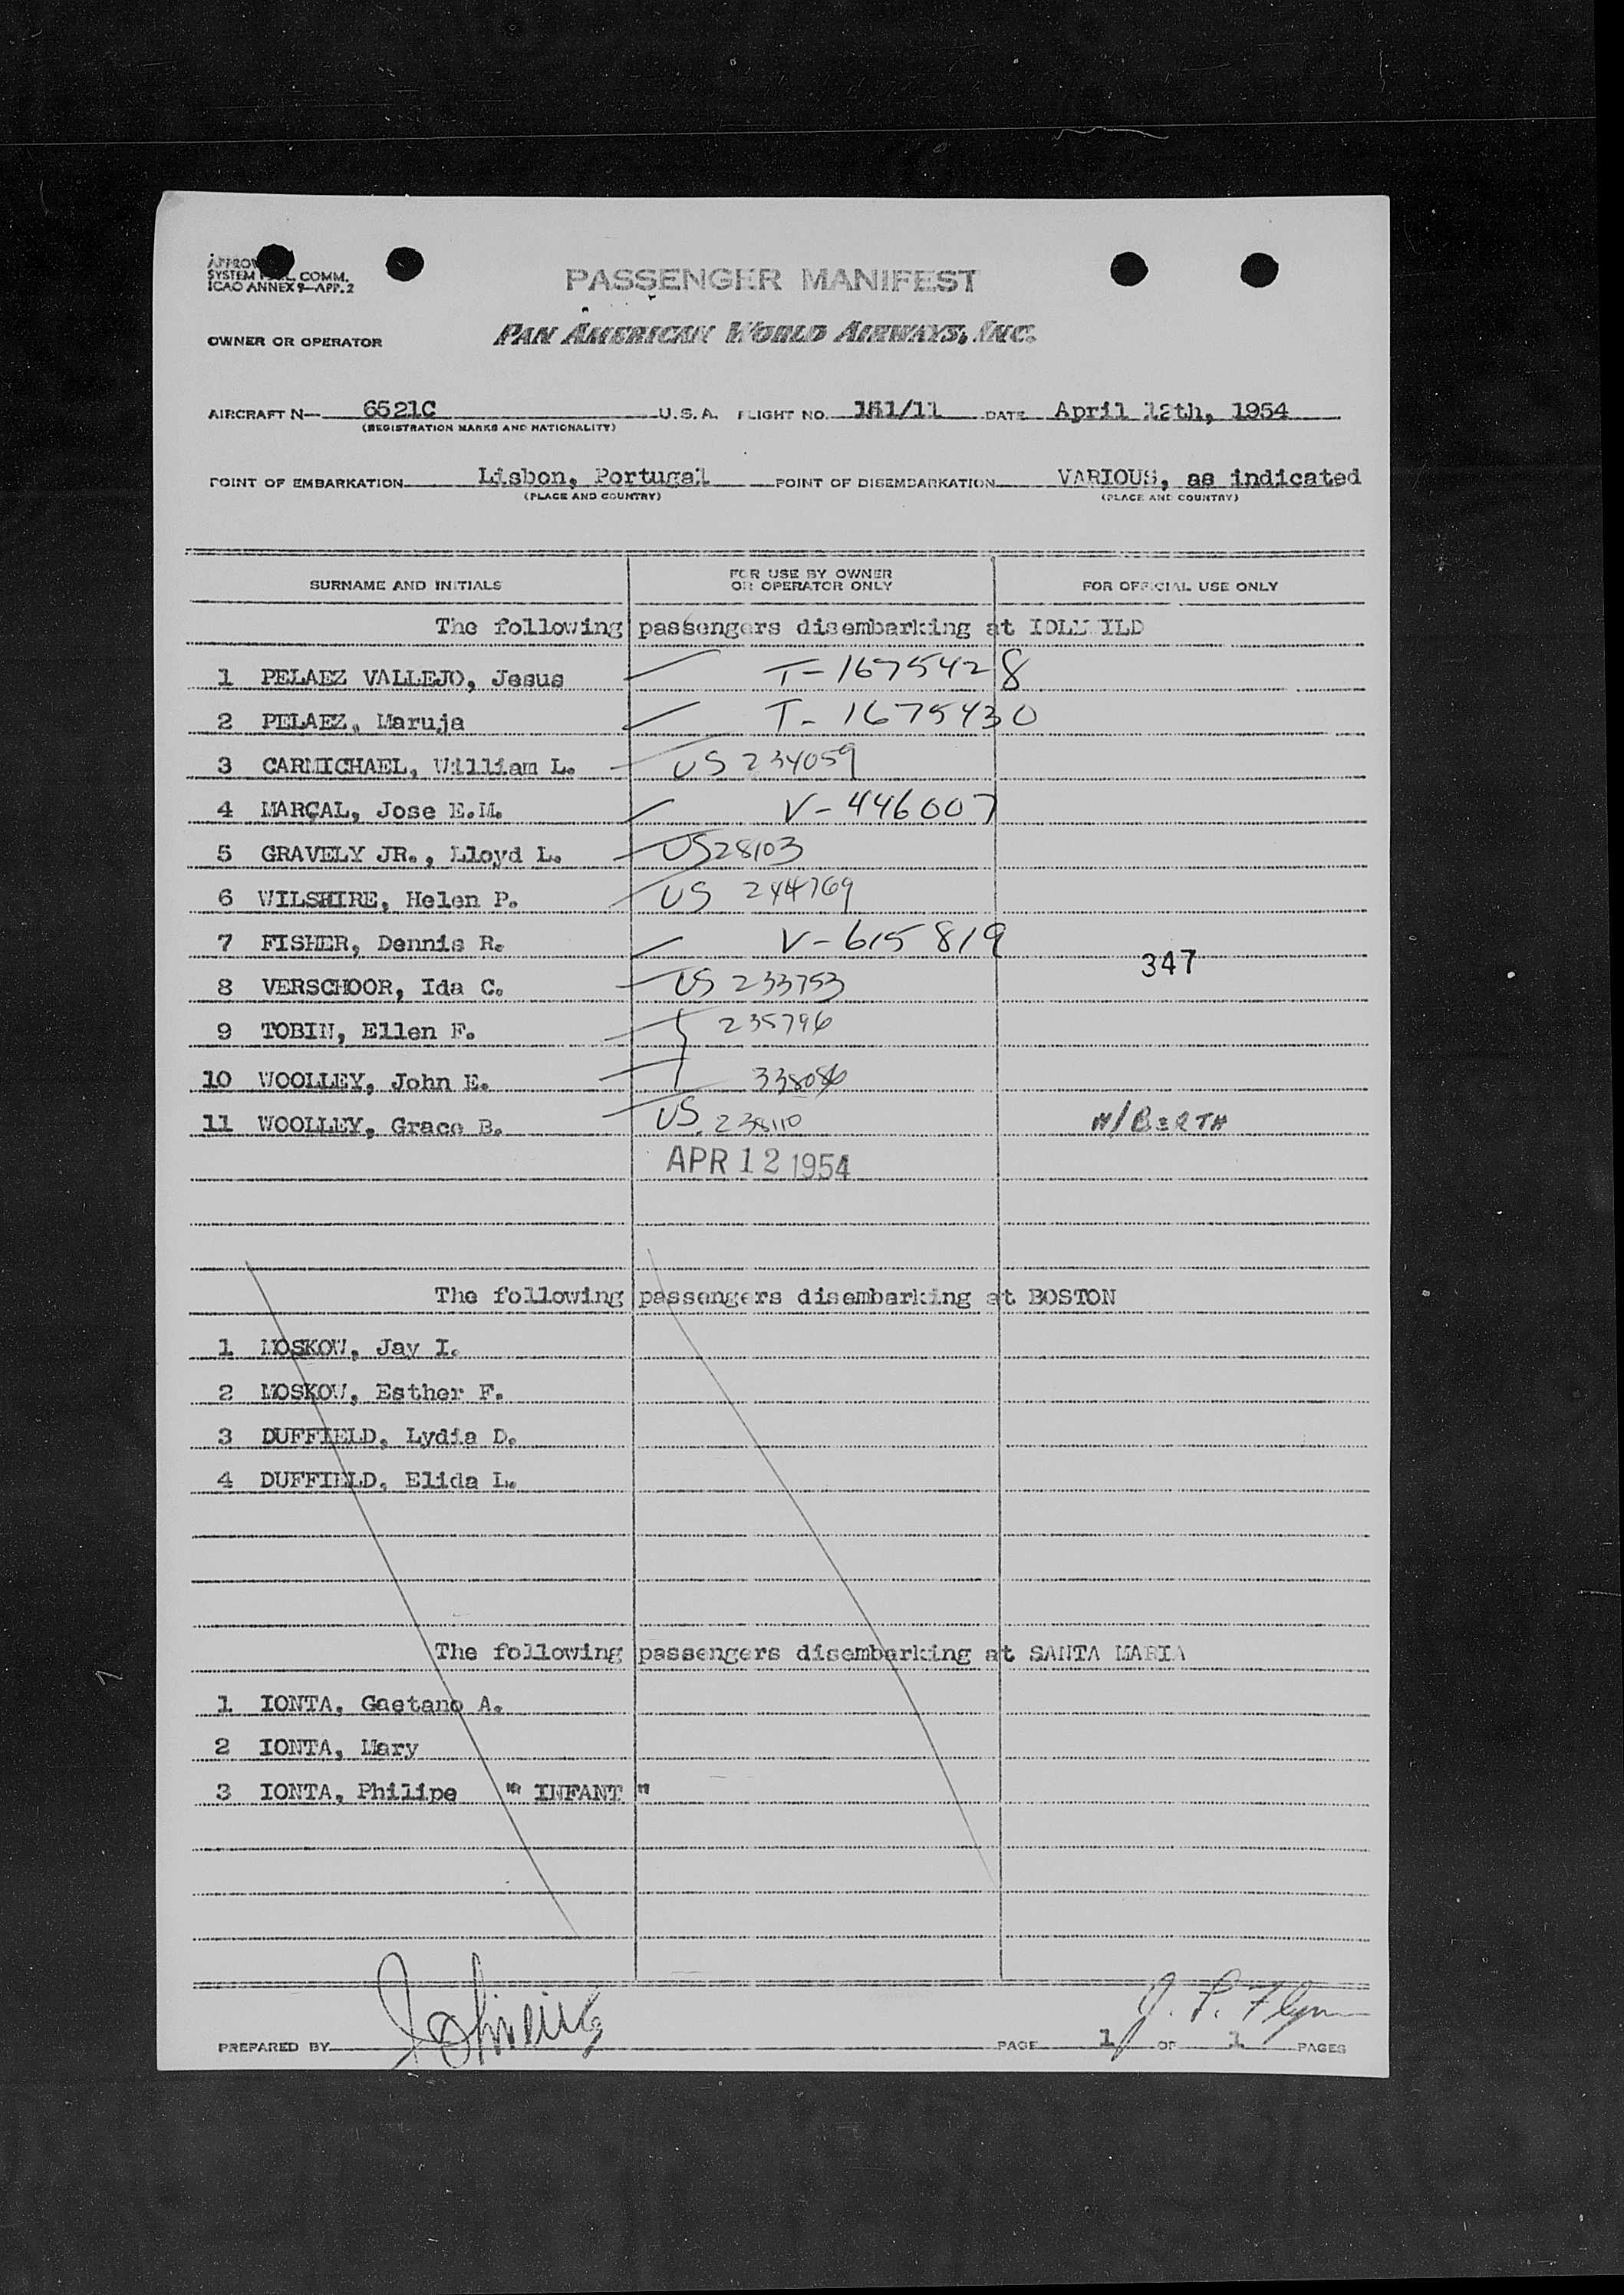 SYSTEM COMM.
ICAO ANNEX 9—APP. 2
PASSENGER MANIFEST
OWNER OR OPERATOR PAN AMERICAN WORLD AIRWAYS, INC.
AIRCRAFT N— 6521C U.S.A. FLIGHT NO. 151/11 DATE April 12th, 1954
(REGISTRATION MARKS AND NATIONALITY)
POINT OF EMBARKATION Lisbon, Portugal POINT OF DISEMBARKATION VARIOUS, as indicated
(PLACE AND COUNTRY) (PLACE AND COUNTRY)
SURNAME AND INITIALS FOR USE BY OWNER OR OPERATOR ONLY FOR OFFICIAL USE ONLY
The following passengers disembarking at IDLEWILD
1 PELAEZ VALLEJO, Jesus T-1675428
2 PELAEZ, Maruja T-1675430
3 CARMICHAEL, William L. US 234059
4 MARÇAL, Jose E.M. V-446007
5 GRAVELY JR., Lloyd L. US28103
6 WILSHIRE, Helen P. US 244769
7 FISHER, Dennis R. V-615819
347
8 VERSCHOOR, Ida C. US 233753
9 TOBIN, Ellen F. 235796
10 WOOLLEY, John E.
11 WOOLLEY, Grace B. US 238110 W/BERTH
APR 12 1954
The following passengers disembarking at BOSTON
1 MOSKOW, Jay I.
2 MOSKOW, Esther F.
3 DUFFIELD, Lydia D.
4 DUFFIELD, Elida L.
The following passengers disembarking at SANTA MARIA
1 IONTA, Gaetano A.
2 IONTA, Mary
3 IONTA, Philipe " INFANT "
J. P. Flynn
PREPARED BY PAGE 1 OF 1 PAGES